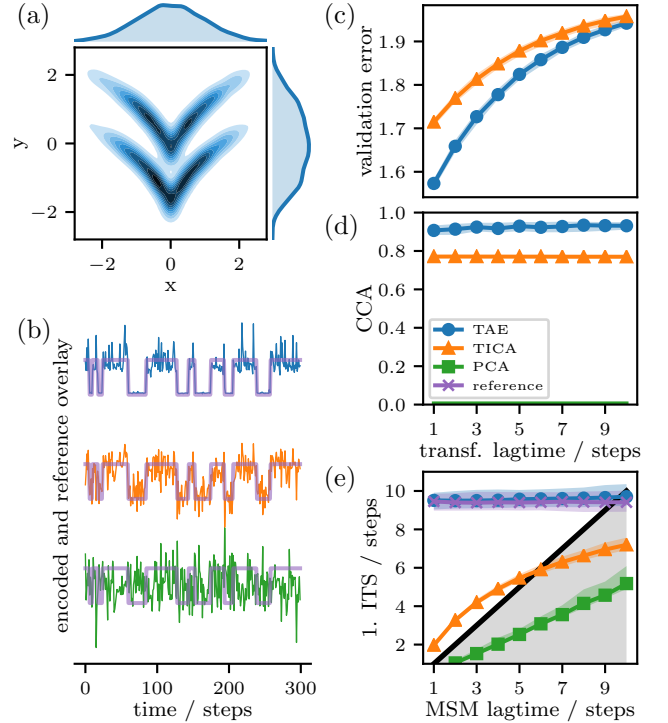 (a)
2
0
−2
y
−2 0 2
x
(b)
encoded and reference overlay
0 100 200 300
time / steps
(c)
1.9
1.8
1.7
1.6
validation error
(d)
1.0
0.8
0.6
0.4
0.2
0.0
CCA
TAE
TICA
PCA
reference
1 3 5 7 9
transf. lagtime / steps
(e)
10
8
6
4
2
1. ITS / steps
1 3 5 7 9
MSM lagtime / steps